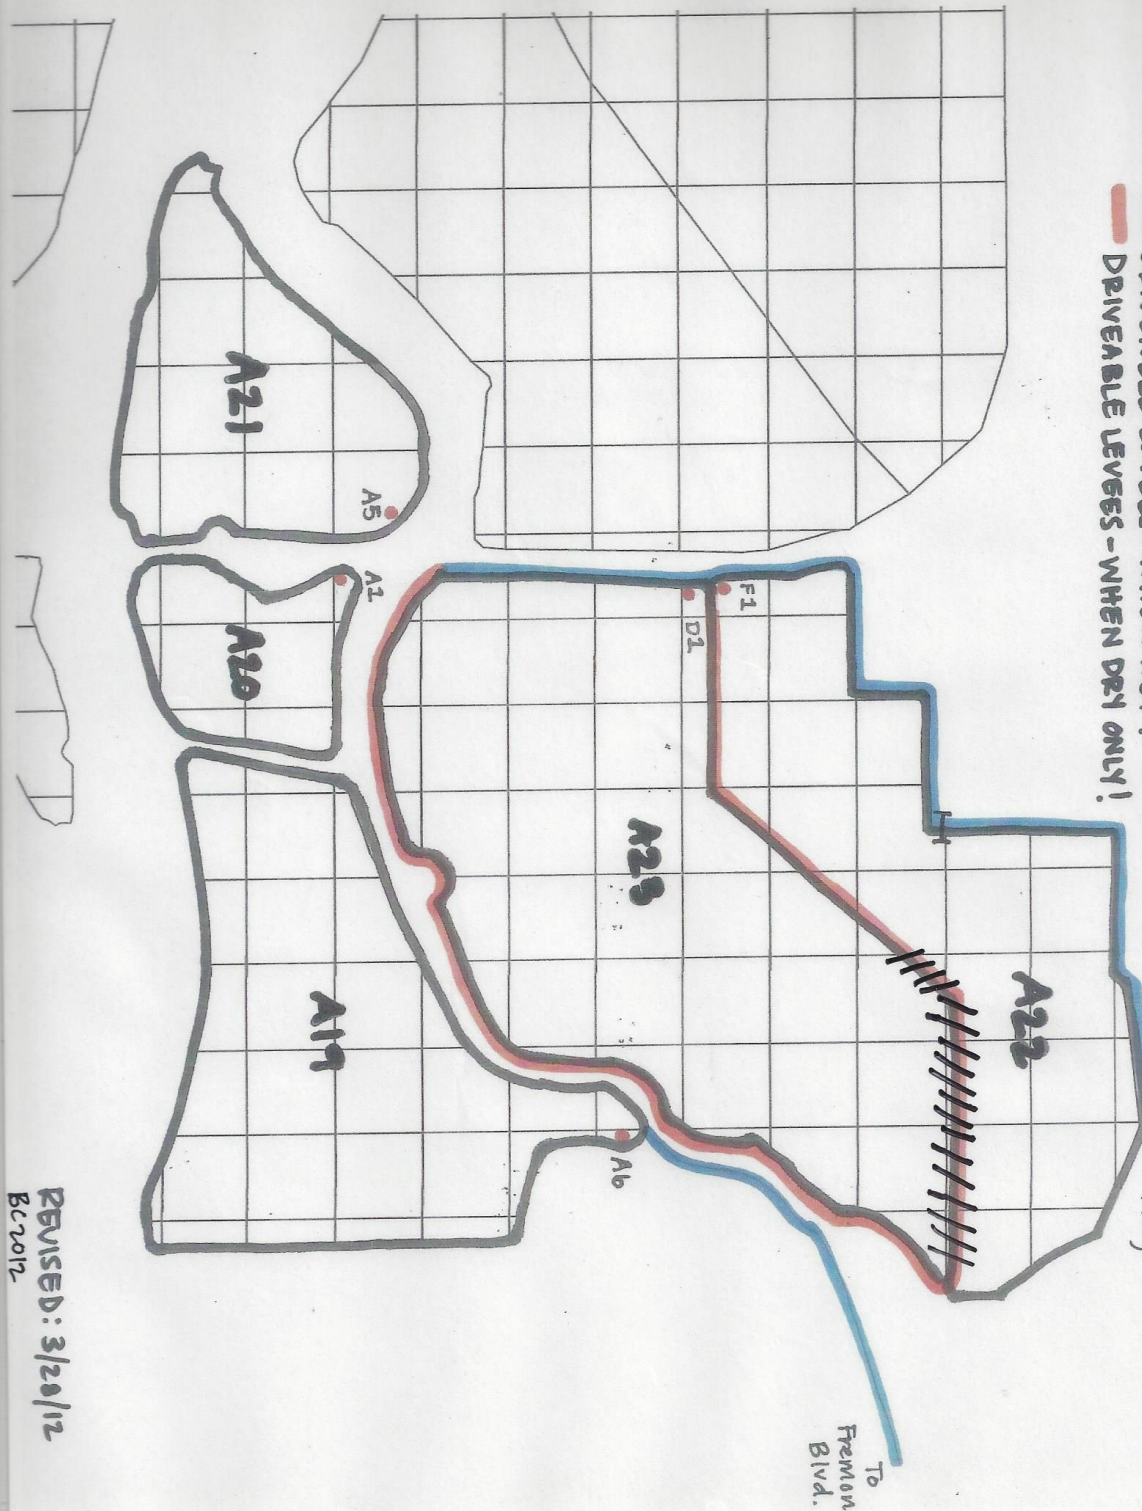 DRIVEABLE LEVEES-WHEN DRY ONLY!
A21
A5
A1
A20
F1
D1
A23
A22
A19
A6
To
Fremon
Blvd.
REVISED: 3/28/12
BC2012